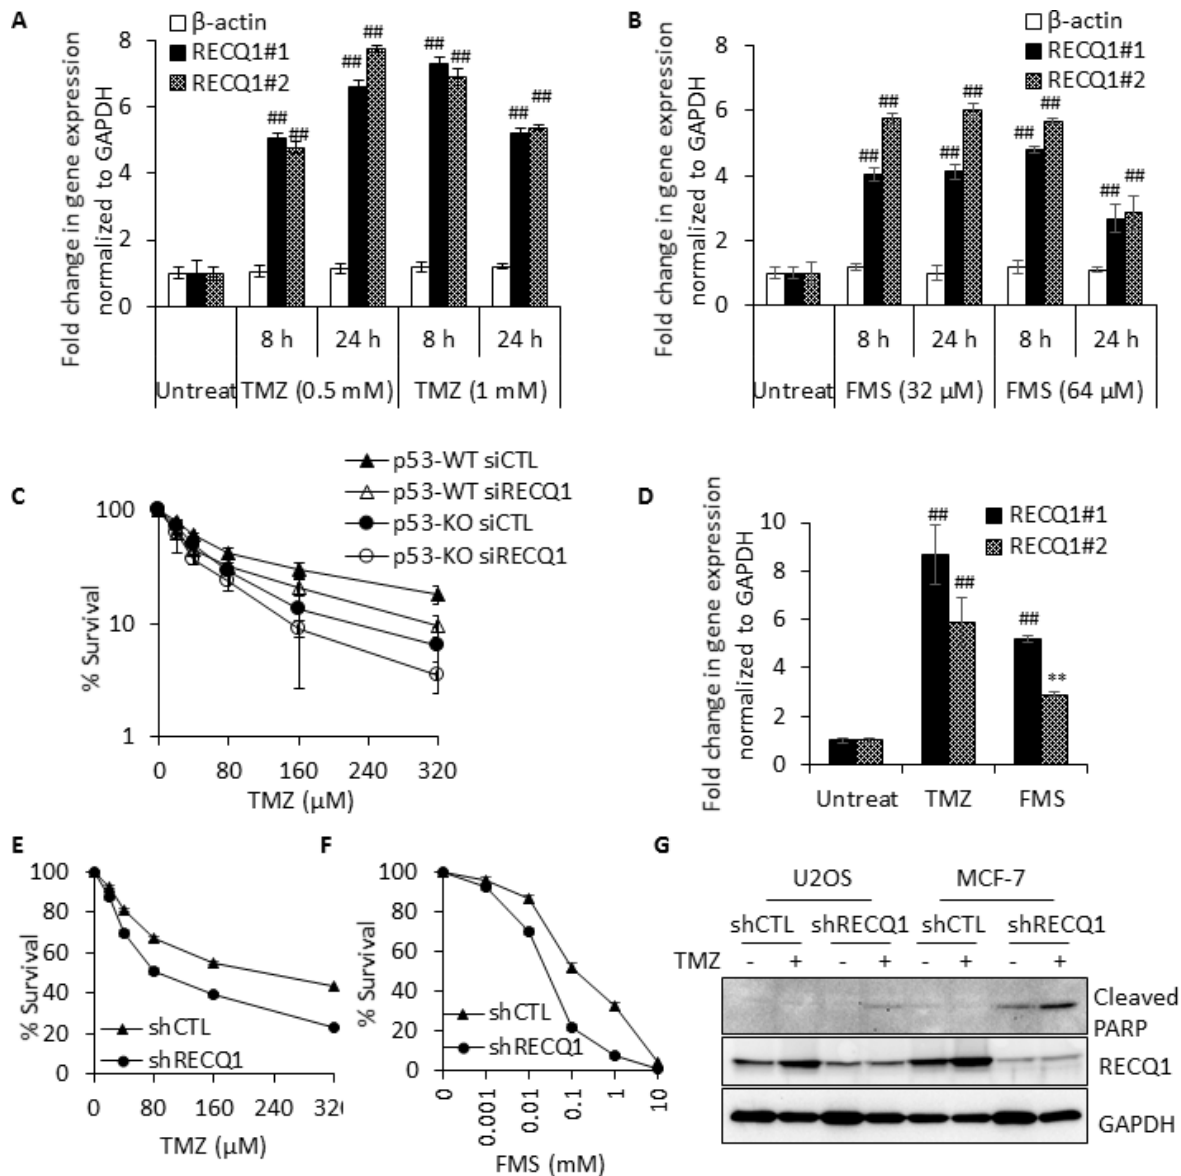 A
β-actin
RECQ1#1
RECQ1#2
Fold change in gene expression
normalized to GAPDH
8
6
4
2
0
## ## ## ## ## ## ## ##
8 h 24 h 8 h 24 h
Untreat TMZ (0.5 mM) TMZ (1 mM)
B
β-actin
RECQ1#1
RECQ1#2
Fold change in gene expression
normalized to GAPDH
8
6
4
2
0
## ## ## ## ## ## ## ##
8 h 24 h 8 h 24 h
Untreat FMS (32 µM) FMS (64 µM)
C
p53-WT siCTL
p53-WT siRECQ1
p53-KO siCTL
p53-KO siRECQ1
% Survival
100
10
1
0 80 160 240 320
TMZ (µM)
D
RECQ1#1
RECQ1#2
Fold change in gene expression
normalized to GAPDH
10
8
6
4
2
0
## ## ## **
Untreat TMZ FMS
E
% Survival
100
80
60
40
20
0
shCTL
shRECQ1
0 80 160 240 320
TMZ (µM)
F
% Survival
100
80
60
40
20
0
shCTL
shRECQ1
0 0.001 0.01 0.1 1 10
FMS (mM)
G
U2OS MCF-7
shCTL shRECQ1 shCTL shRECQ1
TMZ - + - + - + - +
Cleaved
PARP
RECQ1
GAPDH